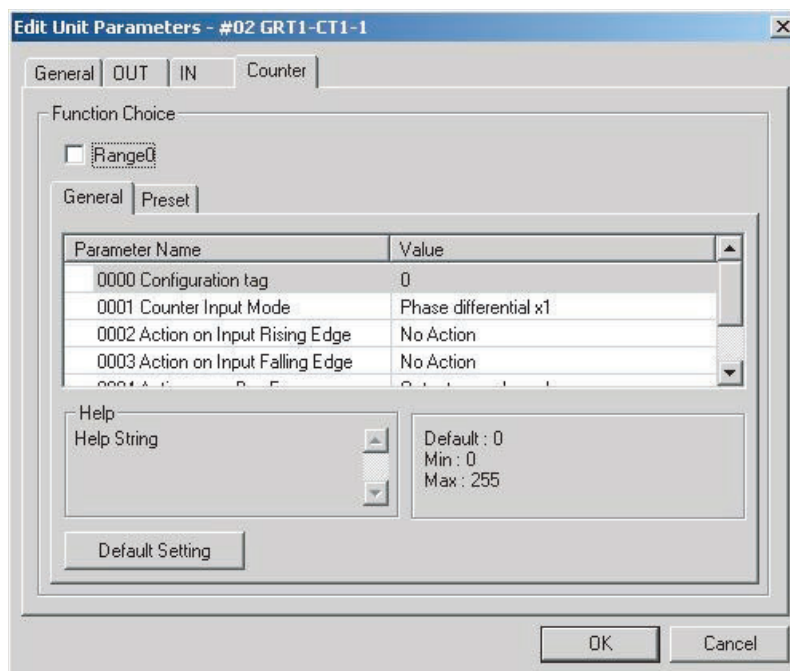 Edit Unit Parameters - #02 GRT1-CT1-1
General OUT IN Counter
Function Choice
Range0
General Preset
Parameter Name Value
0000 Configuration tag 0
0001 Counter Input Mode Phase differential x1
0002 Action on Input Rising Edge No Action
0003 Action on Input Falling Edge No Action
Help
Help String
Default : 0
Min : 0
Max : 255
Default Setting
OK Cancel